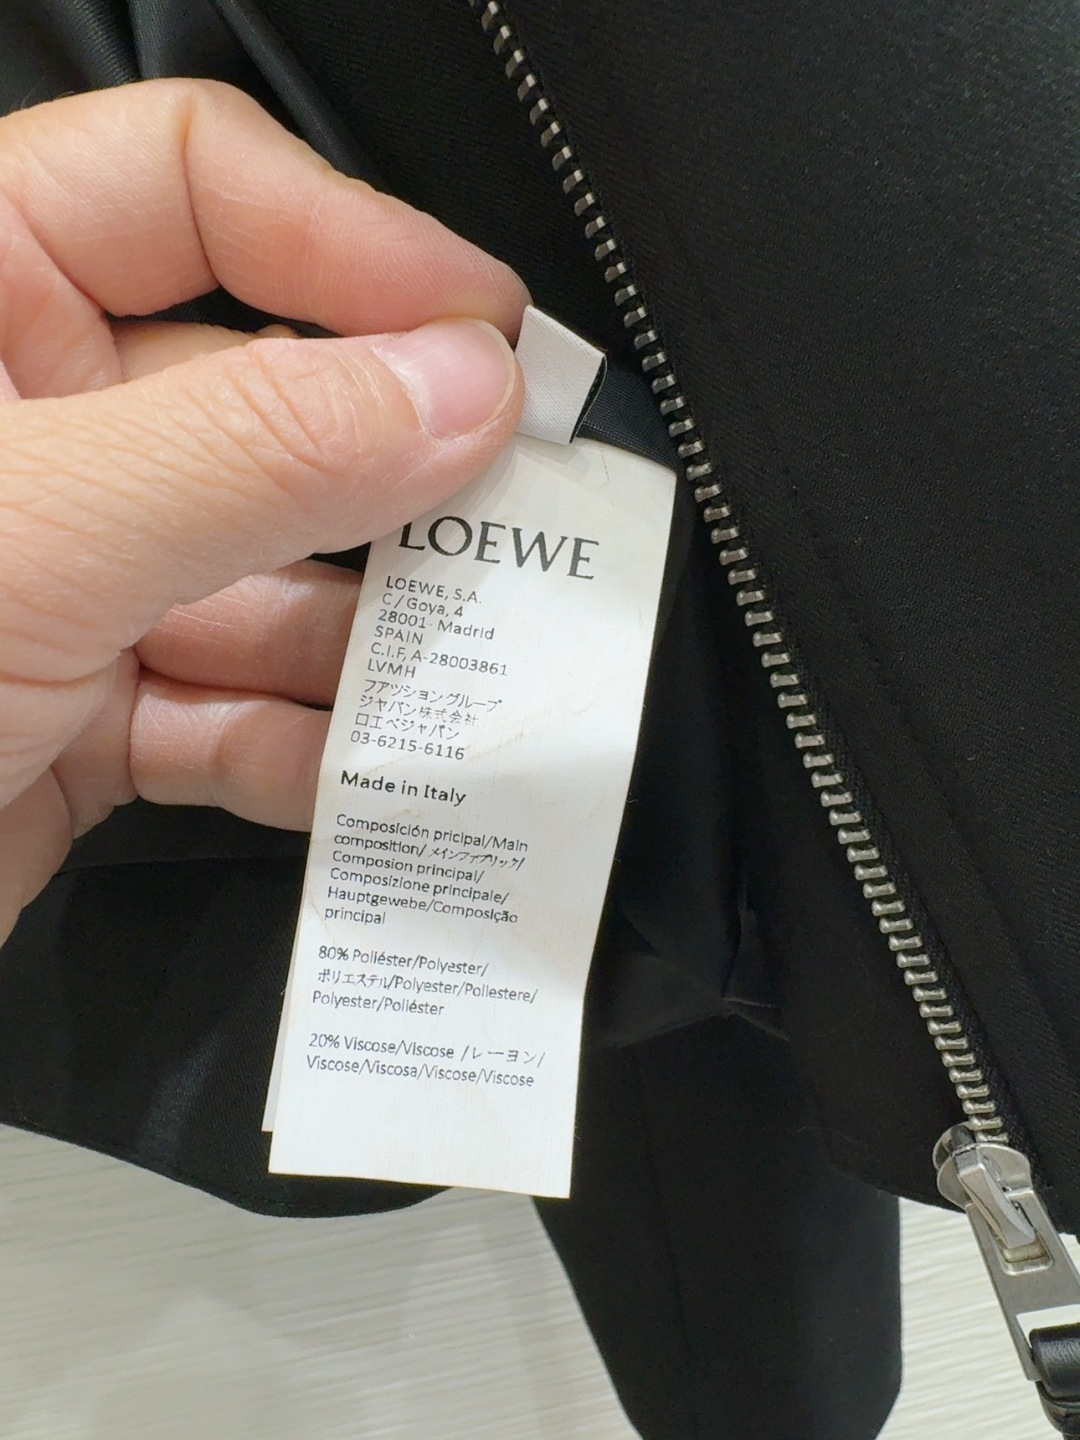 LOEWE
LOEWE, S.A.
C / Goya, 4
28001- Madrid
SPAIN
C.I.F, A-28003861
LVMH
フアツショングループ
ジャパン株式会社
口エベジャパン
03-6215-6116
Made in Italy
Composición pricipal/Main
composition/ メインファブリック/
Composion principal/
Composizione principale/
Hauptgewebe/Composição
principal
80% Poliéster/Polyester/
ポリエステル/Polyester/Poliestere/
Polyester/Poliéster
20% Viscose/Viscose /レーヨン/
Viscose/Viscosa/Viscose/Viscose